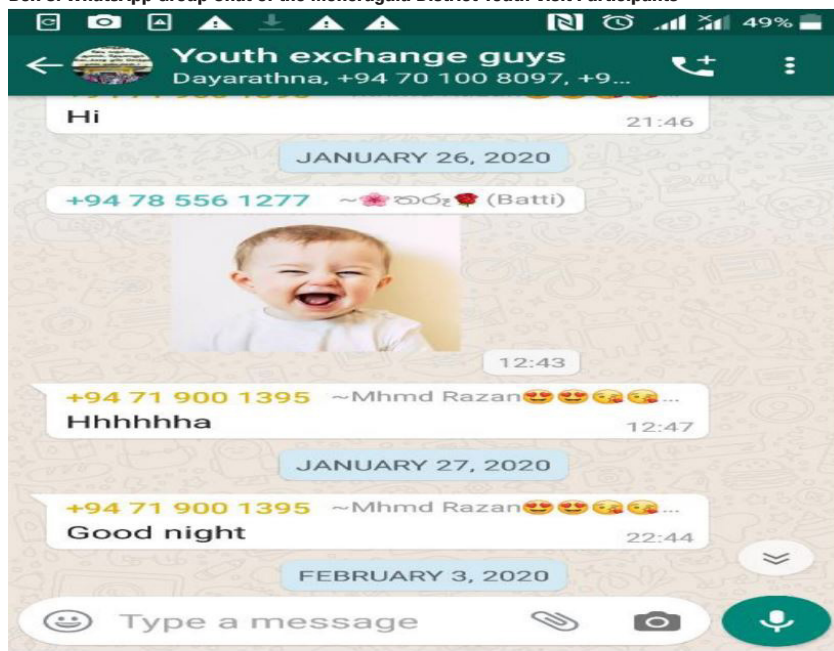 49%
Youth exchange guys
Dayarathna, +94 70 100 8097, +9...
Hi
21:46
JANUARY 26, 2020
+94 78 556 1277 ~🌸තරූ🌹 (Batti)
12:43
+94 71 900 1395 ~Mhmd Razan😍😍😘😘...
Hhhhhha
12:47
JANUARY 27, 2020
+94 71 900 1395 ~Mhmd Razan😍😍😘😘...
Good night
22:44
FEBRUARY 3, 2020
Type a message